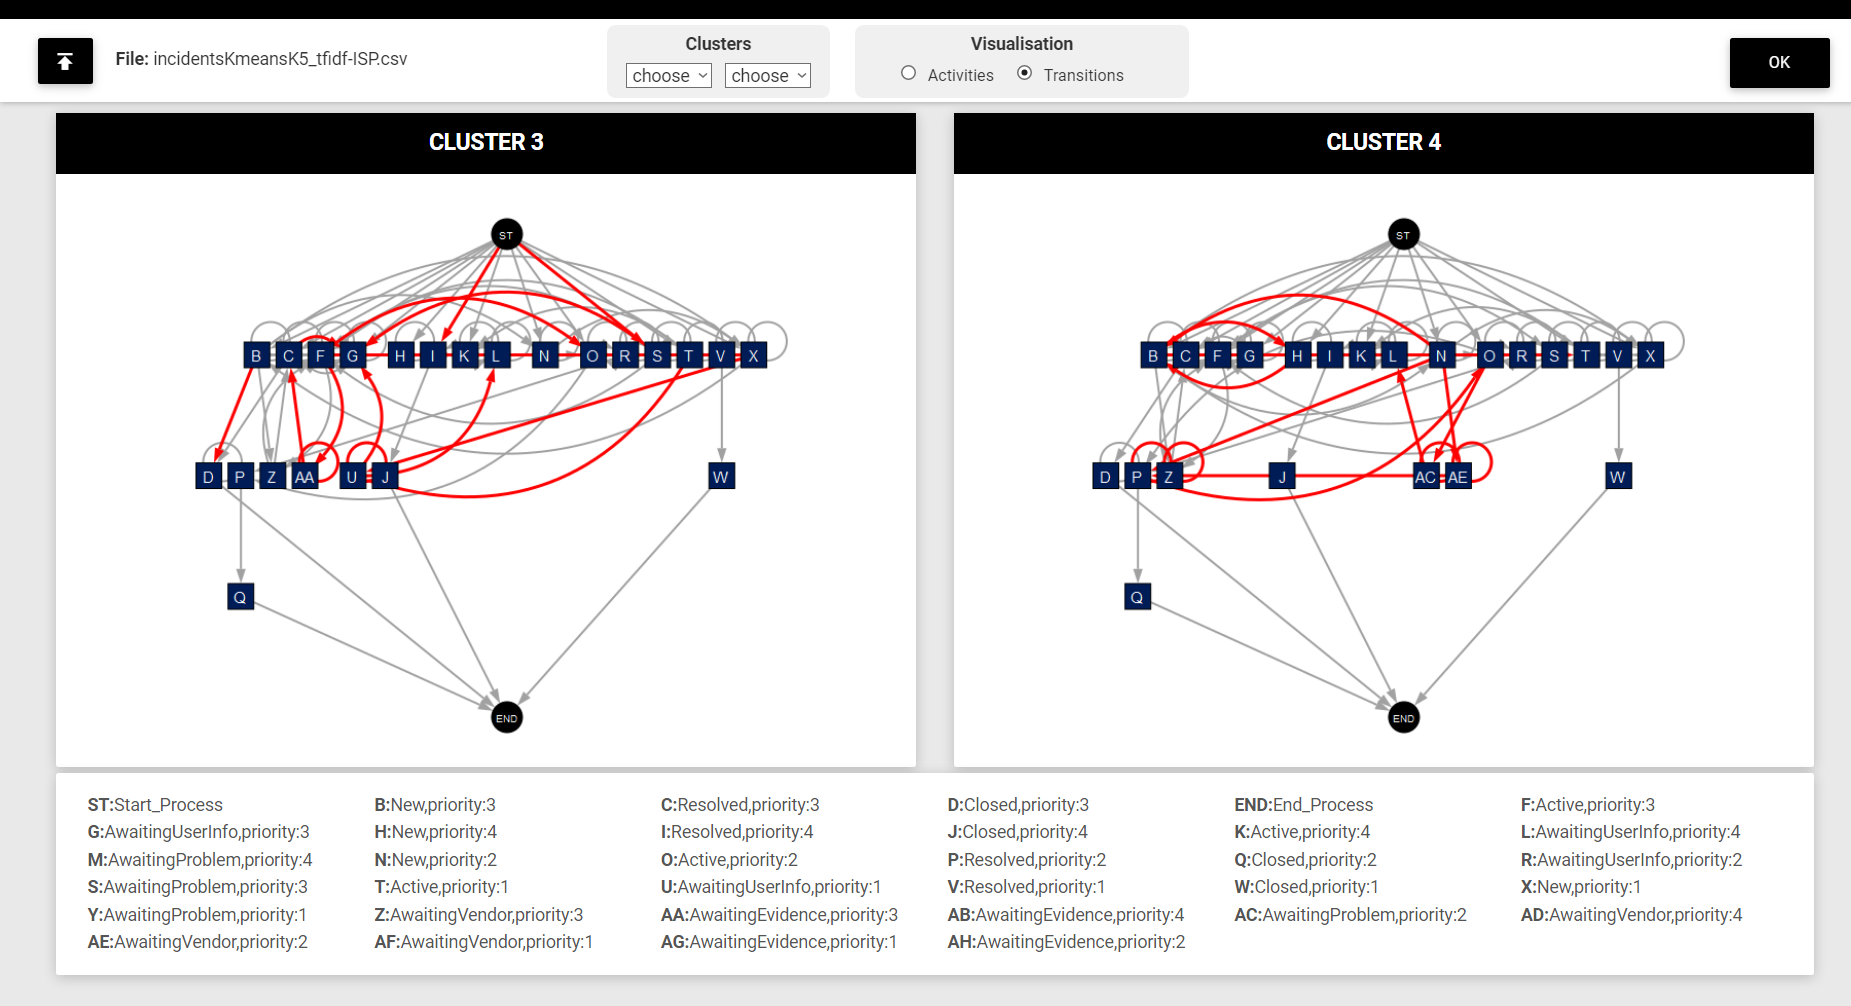 File: incidentsKmeansK5_tfidf-ISP.csv
Clusters
choose choose
Visualisation
Activities Transitions
OK
CLUSTER 3
ST
B C F G H I K L N O R S T V X
D P Z AA U J W
Q
END
CLUSTER 4
ST
B C F G H I K L N O R S T V X
D P Z J AC AE W
Q
END
ST:Start_Process B:New,priority:3 C:Resolved,priority:3 D:Closed,priority:3 END:End_Process F:Active,priority:3
G:AwaitingUserInfo,priority:3 H:New,priority:4 I:Resolved,priority:4 J:Closed,priority:4 K:Active,priority:4 L:AwaitingUserInfo,priority:4
M:AwaitingProblem,priority:4 N:New,priority:2 O:Active,priority:2 P:Resolved,priority:2 Q:Closed,priority:2 R:AwaitingUserInfo,priority:2
S:AwaitingProblem,priority:3 T:Active,priority:1 U:AwaitingUserInfo,priority:1 V:Resolved,priority:1 W:Closed,priority:1 X:New,priority:1
Y:AwaitingProblem,priority:1 Z:AwaitingVendor,priority:3 AA:AwaitingEvidence,priority:3 AB:AwaitingEvidence,priority:4 AC:AwaitingProblem,priority:2 AD:AwaitingVendor,priority:4
AE:AwaitingVendor,priority:2 AF:AwaitingVendor,priority:1 AG:AwaitingEvidence,priority:1 AH:AwaitingEvidence,priority:2